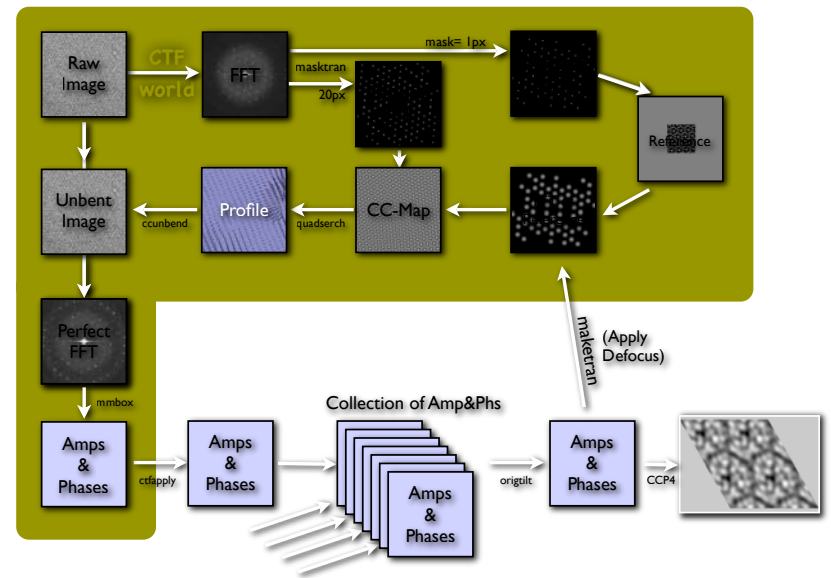 Raw
Image
CTF
world
FFT
masktran
20px
mask= 1px
Reference
Unbent
Image
ccunbend
Profile
quadserch
CC-Map
Reference
Perfect
FFT
mmbox
maketran
(Apply
Defocus)
Collection of Amp&Phs
Amps
&
Phases
ctfapply
Amps
&
Phases
Amps
&
Phases
origtilt
Amps
&
Phases
CCP4